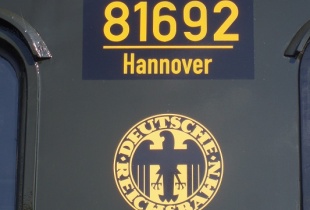 81692
Hannover
DEUTSCHE
REICHSBAHN